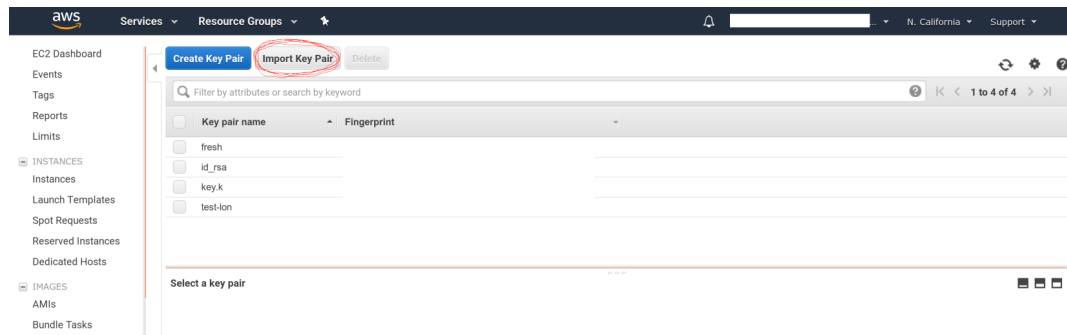 aws Services Resource Groups N. California Support
EC2 Dashboard
Events
Tags
Reports
Limits
INSTANCES
Instances
Launch Templates
Spot Requests
Reserved Instances
Dedicated Hosts
IMAGES
AMIs
Bundle Tasks
Create Key Pair Import Key Pair Delete
Filter by attributes or search by keyword 1 to 4 of 4
Key pair name Fingerprint
fresh
id_rsa
key.k
test-lon
Select a key pair